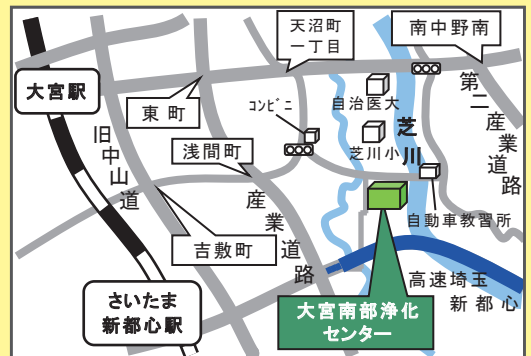 天沼町
一丁目
南中野南
大宮駅
東町
コンビニ
自治医大
第二産業道路
旧中山道
浅間町
芝川小
芝川
産業道路
自動車教習所
吉敷町
さいたま
新都心駅
大宮南部浄化
センター
高速埼玉
新都心